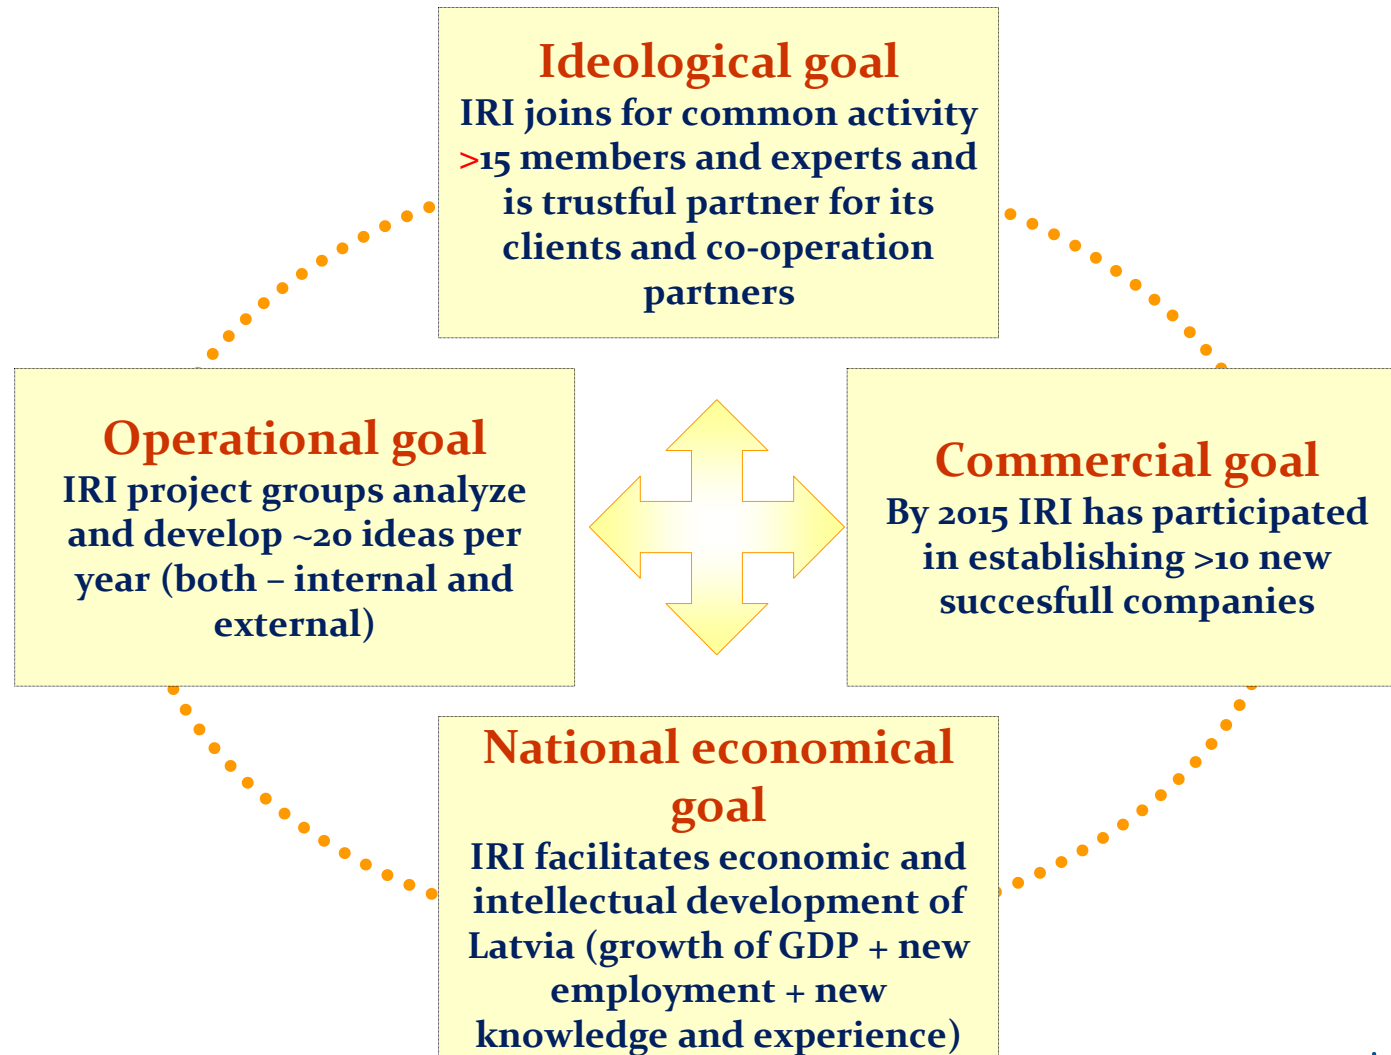 Ideological goal
IRI joins for common activity
>15 members and experts and
is trustful partner for its
clients and co-operation
partners
Operational goal
IRI project groups analyze
and develop ~20 ideas per
year (both – internal and
external)
Commercial goal
By 2015 IRI has participated
in establishing >10 new
succesfull companies
National economical
goal
IRI facilitates economic and
intellectual development of
Latvia (growth of GDP + new
employment + new
knowledge and experience)